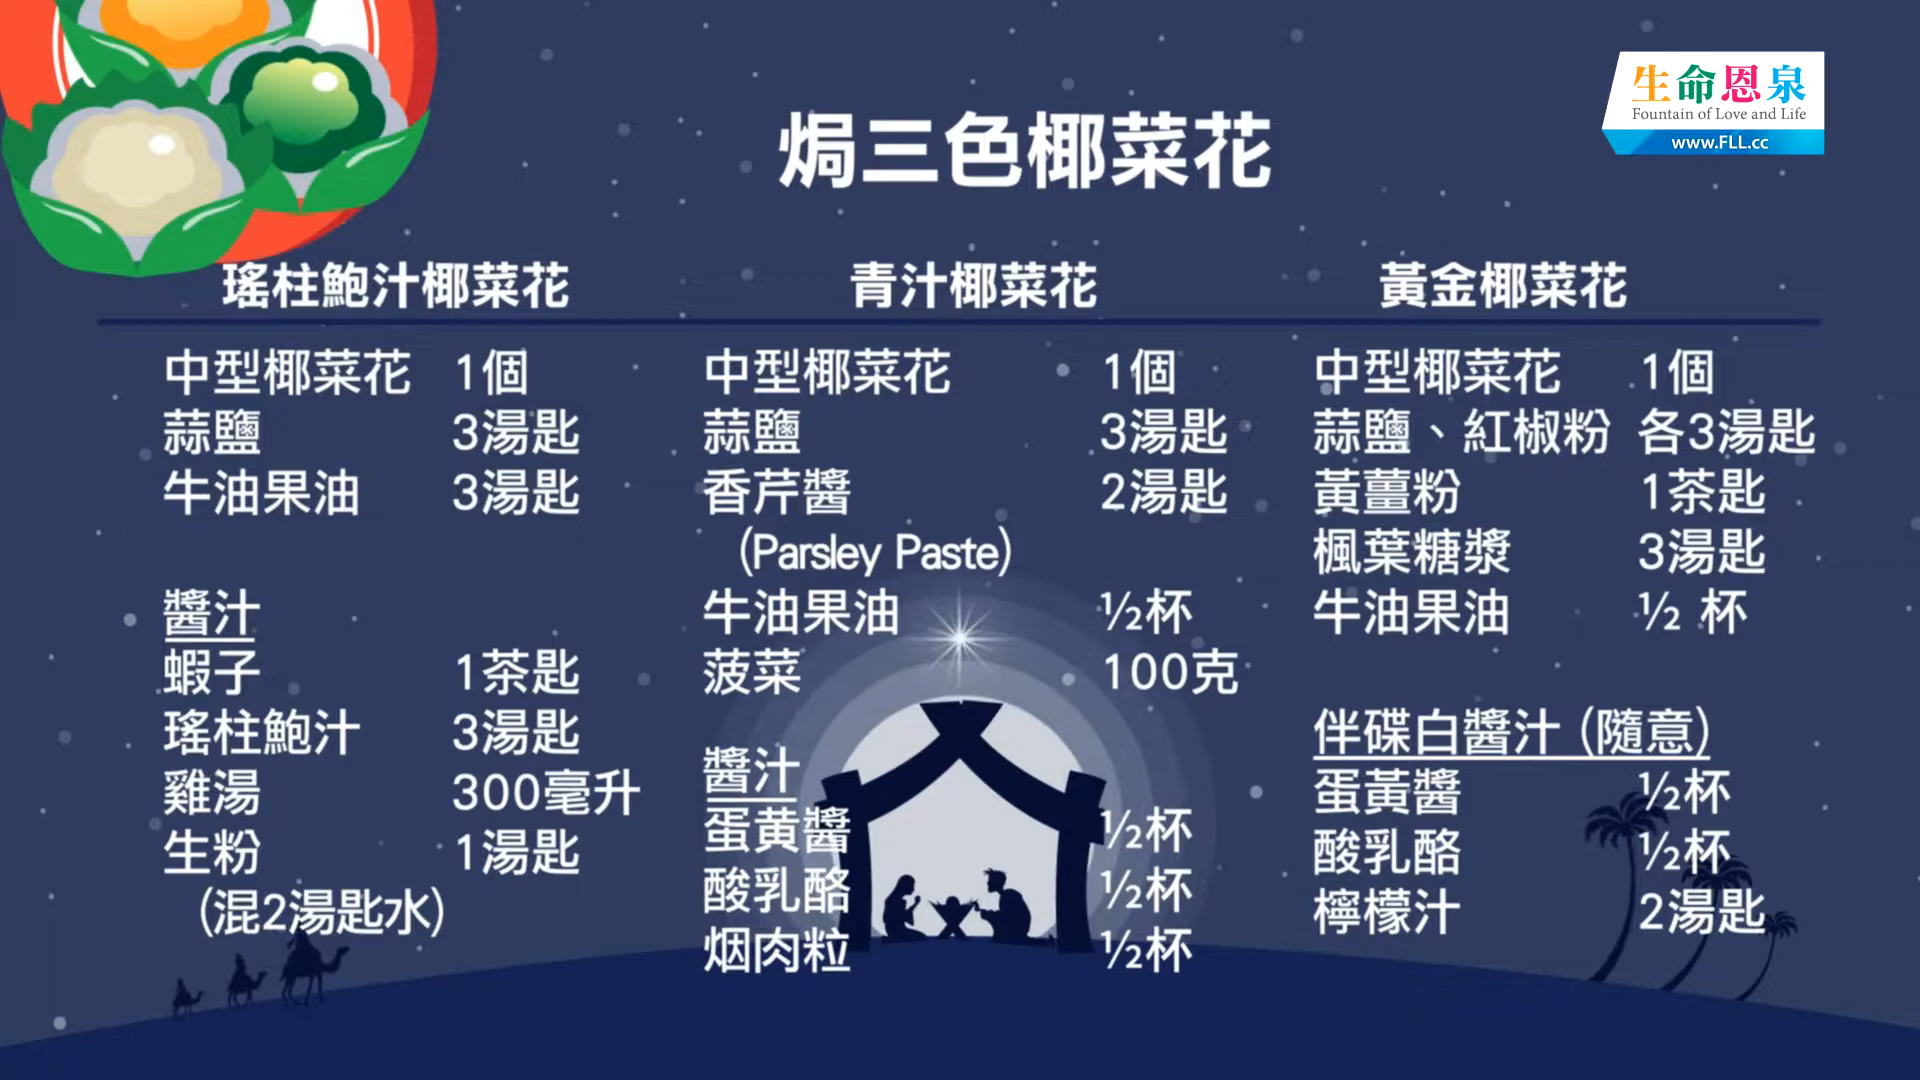 生命恩泉
Fountain of Love and Life
www.FLL.cc
焗三色椰菜花
瑤柱鮑汁椰菜花
中型椰菜花 1個
蒜鹽 3湯匙
牛油果油 3湯匙
醬汁
蝦子 1茶匙
瑤柱鮑汁 3湯匙
雞湯 300毫升
生粉 1湯匙
(混2湯匙水)
青汁椰菜花
中型椰菜花 1個
蒜鹽 3湯匙
香芹醬 2湯匙
(Parsley Paste)
牛油果油 ½杯
菠菜 100克
醬汁
蛋黄醬 ½杯
酸乳酪 ½杯
烟肉粒 ½杯
黃金椰菜花
中型椰菜花 1個
蒜鹽、紅椒粉 各3湯匙
黃薑粉 1茶匙
楓葉糖漿 3湯匙
牛油果油 ½ 杯
伴碟白醬汁 (隨意)
蛋黃醬 ½杯
酸乳酪 ½杯
檸檬汁 2湯匙